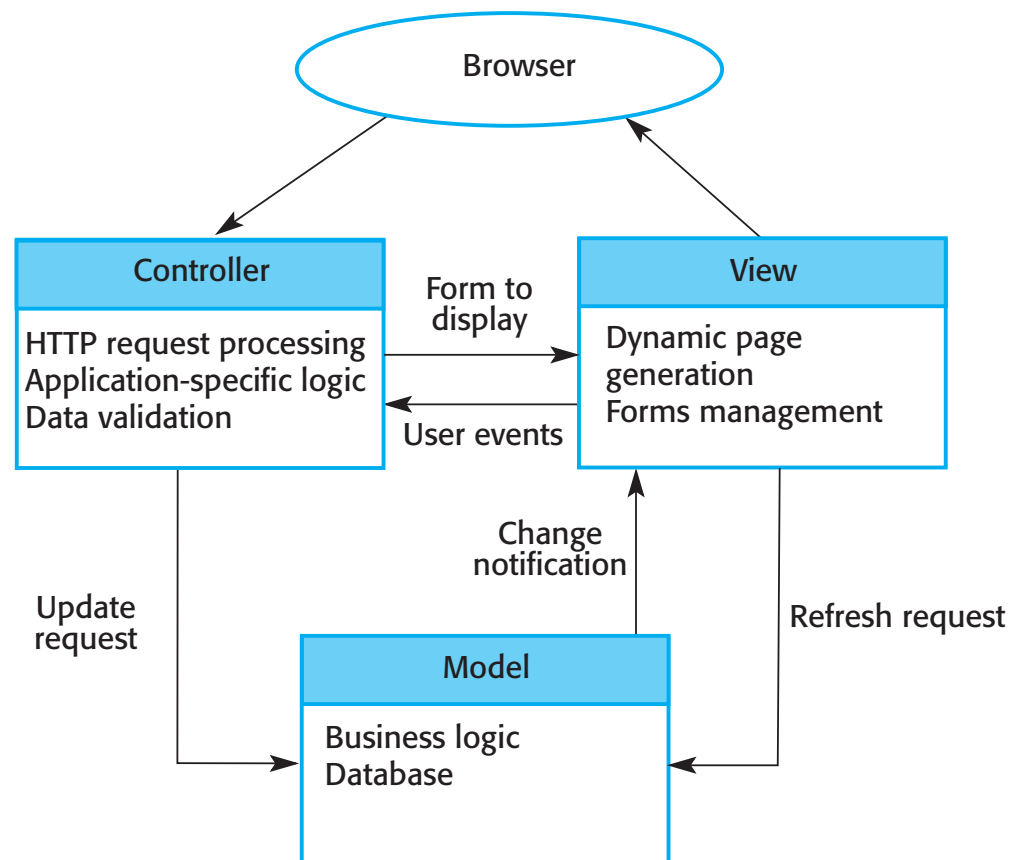 Browser
Controller
HTTP request processing
Application-specific logic
Data validation
Form to
display
User events
View
Dynamic page
generation
Forms management
Update
request
Change
notification
Refresh request
Model
Business logic
Database